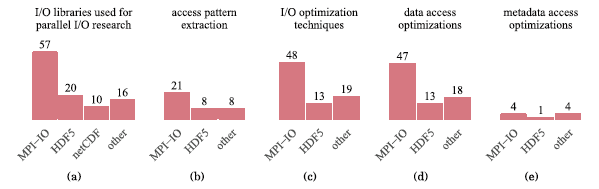 I/O libraries used for
parallel I/O research
57
20
10
16
MPI−IO
HDF5
netCDF
other
(a)
access pattern
extraction
21
8
8
MPI−IO
HDF5
other
(b)
I/O optimization
techniques
48
13
19
MPI−IO
HDF5
other
(c)
data access
optimizations
47
13
18
MPI−IO
HDF5
other
(d)
metadata access
optimizations
4
1
4
MPI−IO
HDF5
other
(e)